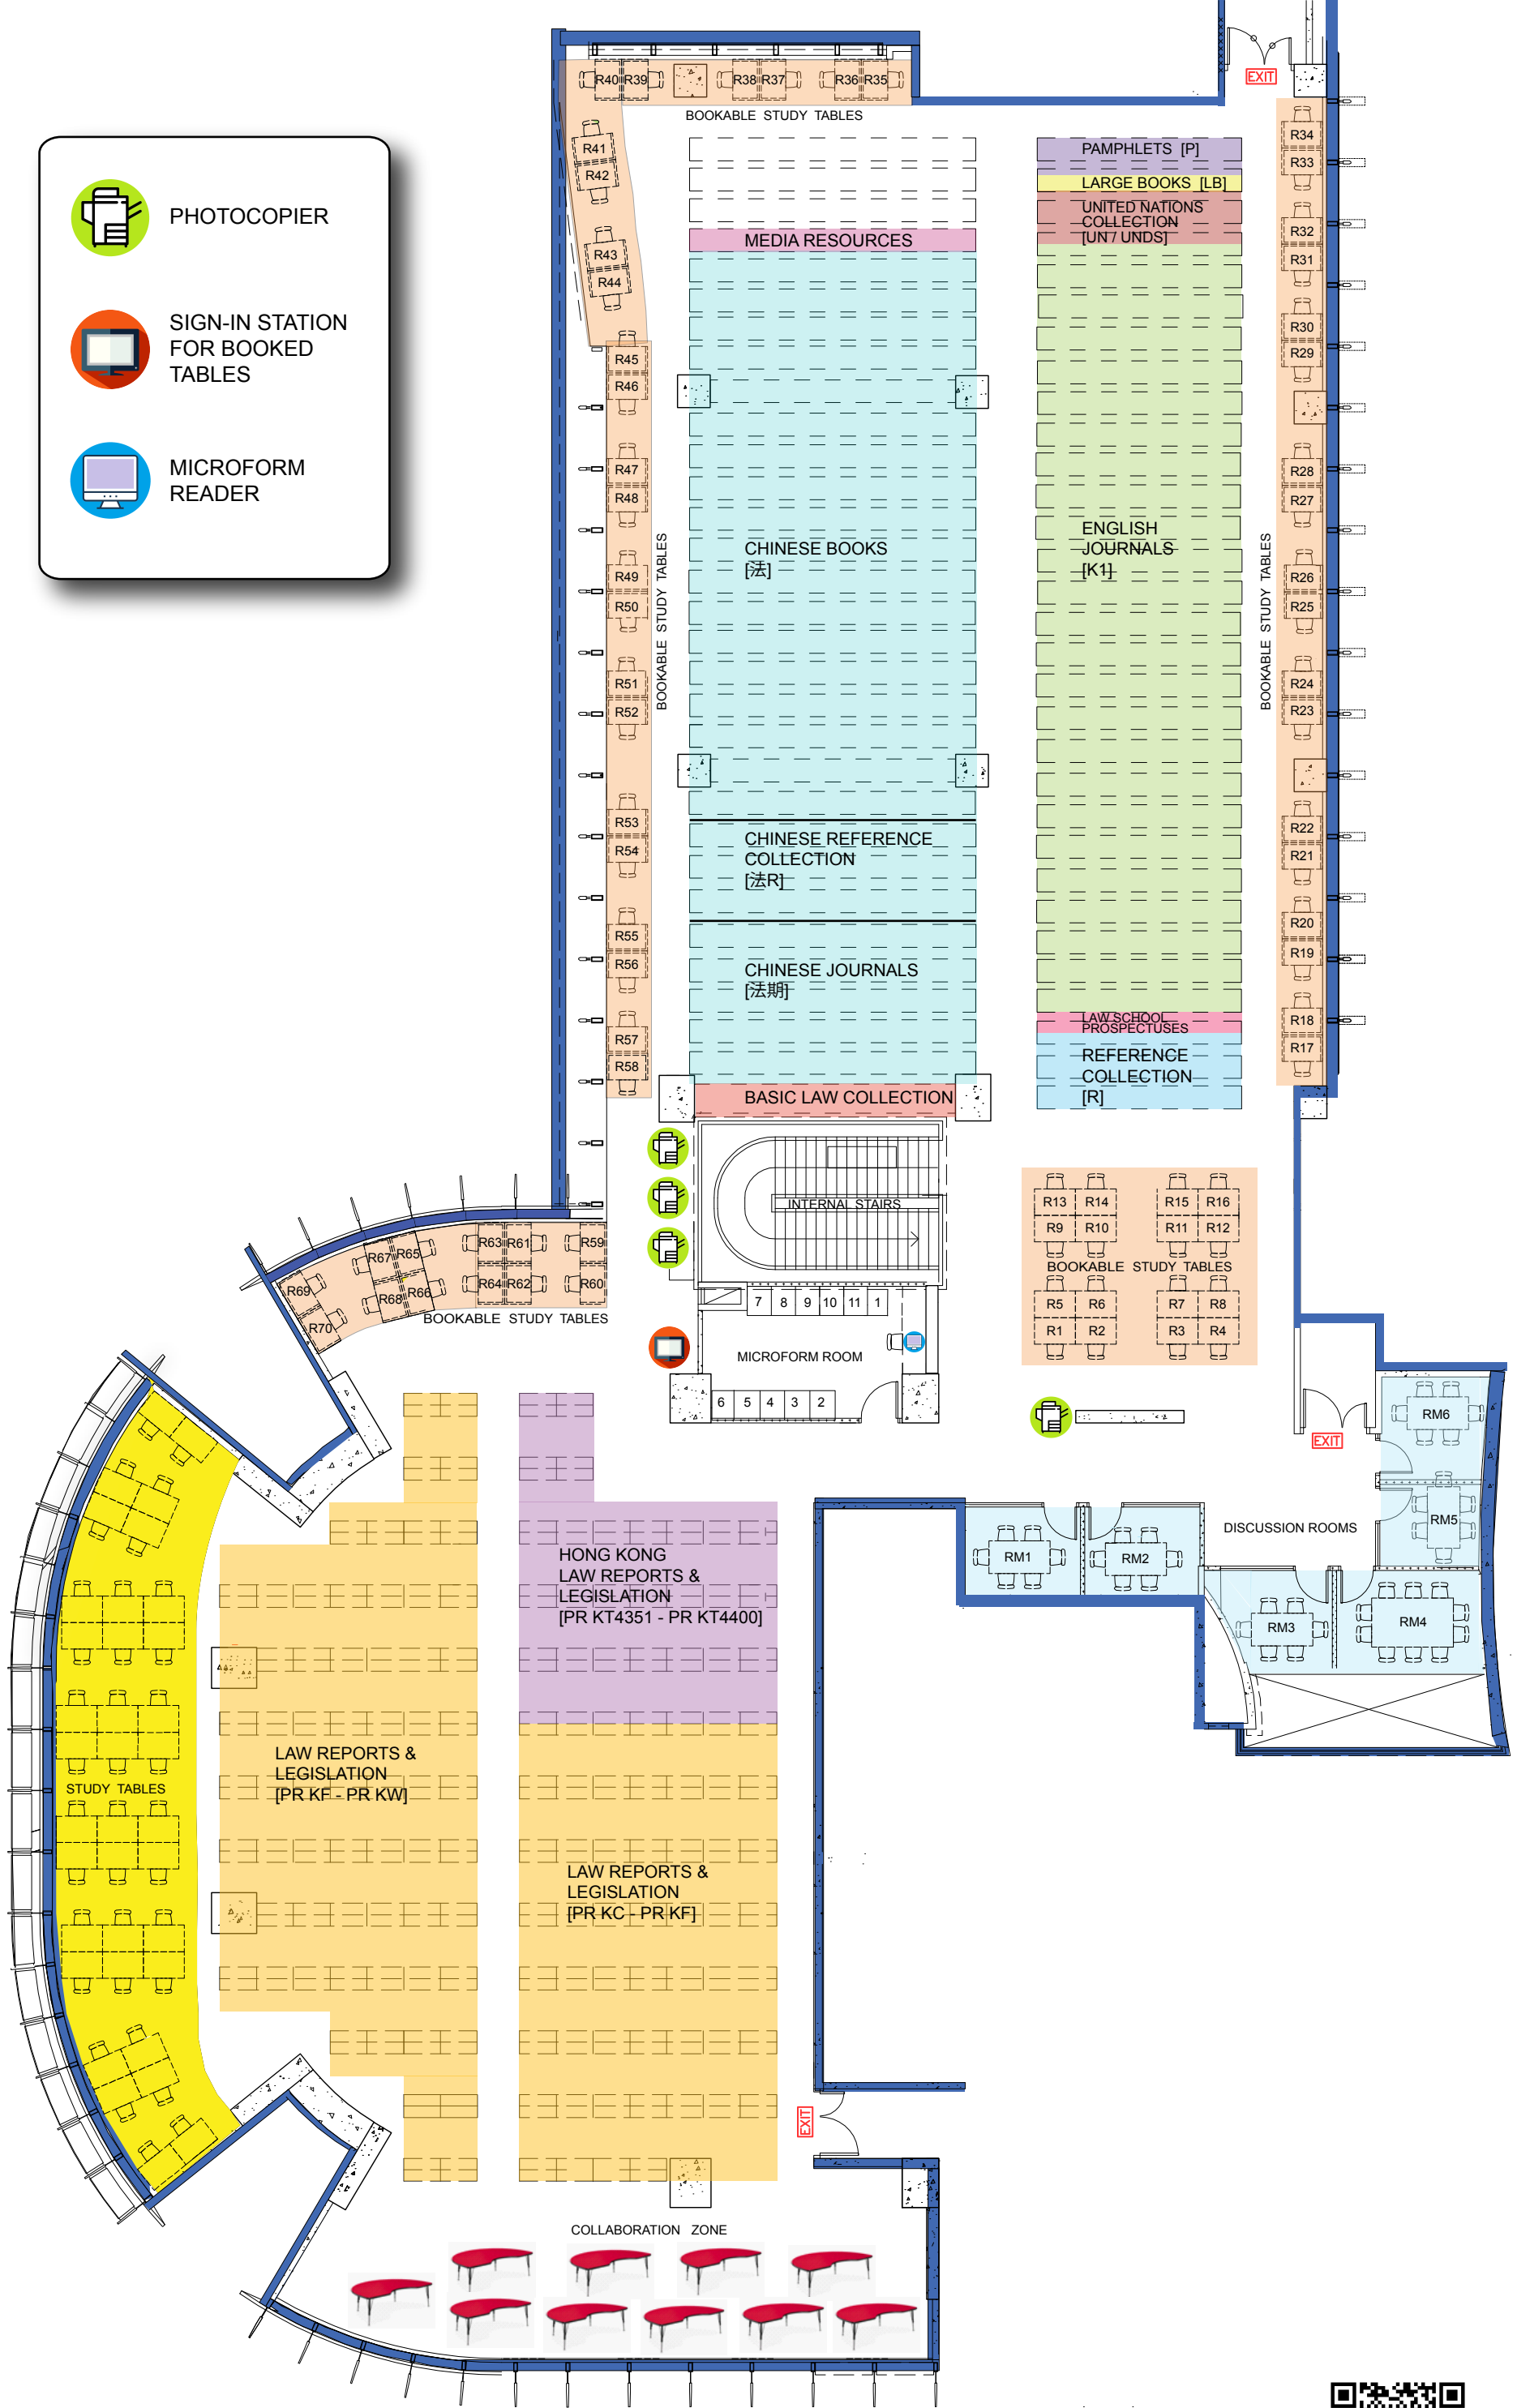 PHOTOCOPIER
SIGN-IN STATION
FOR BOOKED
TABLES
MICROFORM
READER
EXIT
R40 R39 R38 R37 R36 R35
BOOKABLE STUDY TABLES
R41
R42
R43
R44
R45
R46
R47
R48
R49
R50
R51
R52
R53
R54
R55
R56
R57
R58
BOOKABLE STUDY TABLES
MEDIA RESOURCES
CHINESE BOOKS
[法]
CHINESE REFERENCE
COLLECTION
[法R]
CHINESE JOURNALS
[法期]
BASIC LAW COLLECTION
PAMPHLETS [P]
LARGE BOOKS [LB]
UNITED NATIONS
COLLECTION
[UN / UNDS]
ENGLISH
JOURNALS
[K1]
LAW SCHOOL
PROSPECTUSES
REFERENCE
COLLECTION
[R]
BOOKABLE STUDY TABLES
R34
R33
R32
R31
R30
R29
R28
R27
R26
R25
R24
R23
R22
R21
R20
R19
R18
R17
INTERNAL STAIRS
R13 R14 R15 R16
R9 R10 R11 R12
BOOKABLE STUDY TABLES
R5 R6 R7 R8
R1 R2 R3 R4
R69 R67 R65 R63 R61 R59
R70 R68 R66 R64 R62 R60
BOOKABLE STUDY TABLES
7 8 9 10 11 1
MICROFORM ROOM
6 5 4 3 2
EXIT
RM6
RM5
DISCUSSION ROOMS
RM1 RM2
RM3 RM4
HONG KONG
LAW REPORTS &
LEGISLATION
[PR KT4351 - PR KT4400]
LAW REPORTS &
LEGISLATION
[PR KF - PR KW]
STUDY TABLES
LAW REPORTS &
LEGISLATION
[PR KC - PR KF]
EXIT
COLLABORATION ZONE